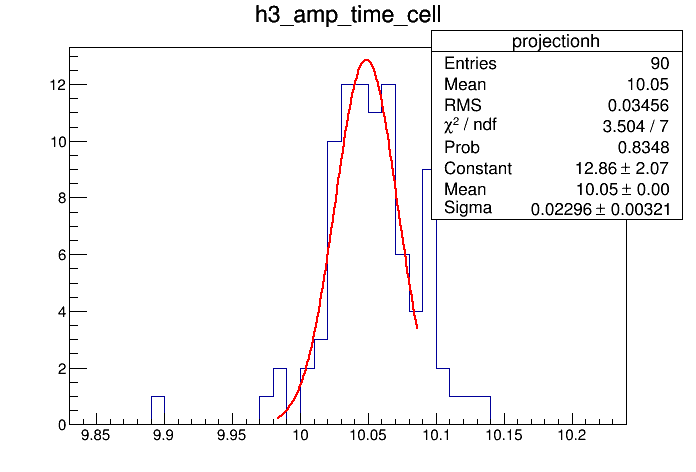 h3_amp_time_cell
projectionh
Entries 90
Mean 10.05
RMS 0.03456
χ² / ndf 3.504 / 7
Prob 0.8348
Constant 12.86 ± 2.07
Mean 10.05 ± 0.00
Sigma 0.02296 ± 0.00321
12
10
8
6
4
2
0
9.85 9.9 9.95 10 10.05 10.1 10.15 10.2